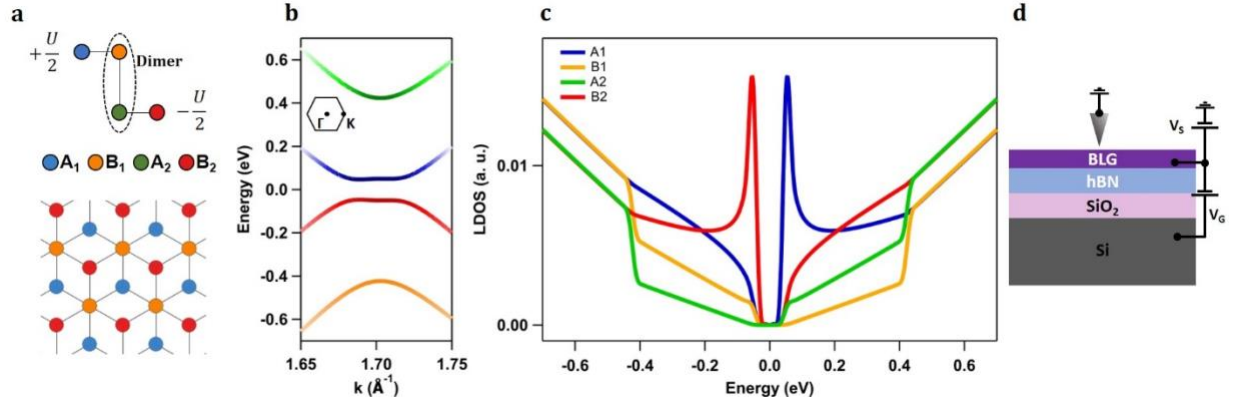 a
+U/2
Dimer
−U/2
A₁ B₁ A₂ B₂
b
Energy (eV)
0.6
0.4
0.2
0.0
-0.2
-0.4
-0.6
Γ K
1.65 1.70 1.75
k (Å⁻¹)
c
LDOS (a. u.)
0.01
0.00
A1
B1
A2
B2
-0.6 -0.4 -0.2 0.0 0.2 0.4 0.6
Energy (eV)
d
V_S
BLG
hBN
SiO₂
V_G
Si